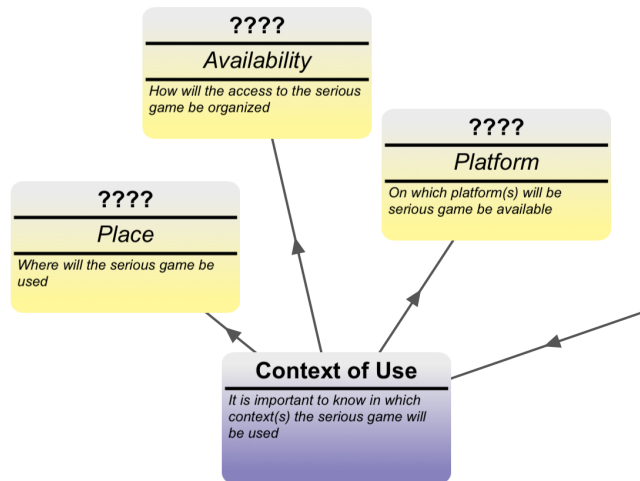 ????
Availability
How will the access to the serious
game be organized
????
Platform
On which platform(s) will be
serious game be available
????
Place
Where will the serious game be
used
Context of Use
It is important to know in which
context(s) the serious game will
be used